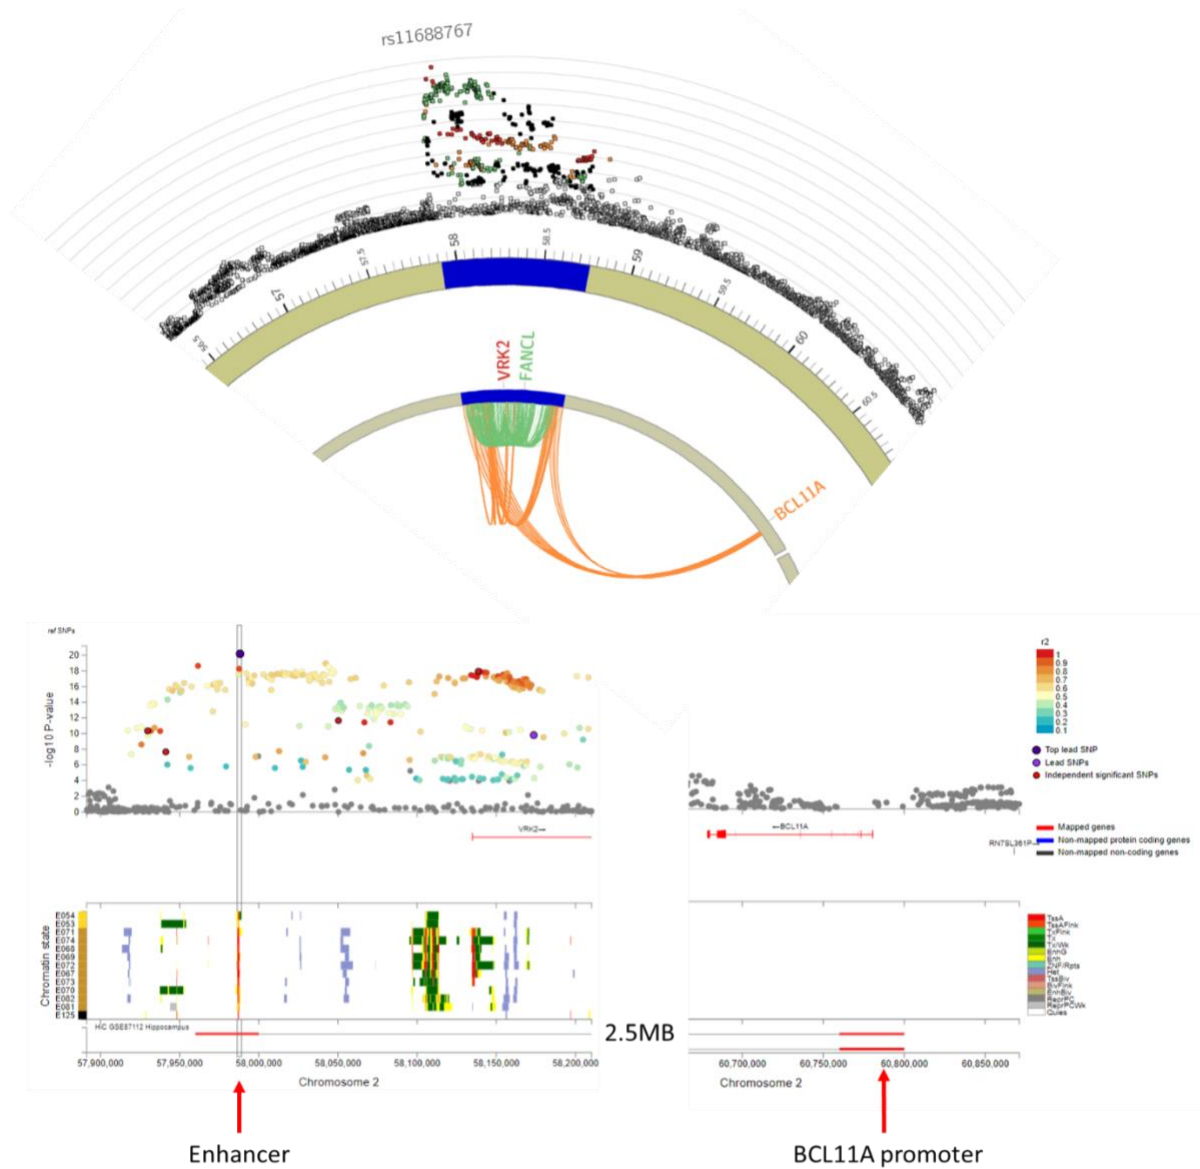 rs11688767
56.5
57
57.5
58
58.5
59
59.5
60
60.5
VRK2
FANCL
BCL11A
ref SNPs
-log10 P-value
20
18
16
14
12
10
8
6
4
2
0
VRK2→
←BCL11A
RN7SL361P→
r2
1
0.9
0.8
0.7
0.6
0.5
0.4
0.3
0.2
0.1
Top lead SNP
Lead SNPs
Independent significant SNPs
Mapped genes
Non-mapped protein coding genes
Non-mapped non-coding genes
Chromatin state
E054
E053
E071
E074
E068
E069
E072
E067
E073
E070
E082
E081
E125
TssA
TssAFlnk
TxFlnk
Tx
TxWk
EnhG
Enh
ZNF/Rpts
Het
TssBiv
BivFlnk
EnhBiv
ReprPC
ReprPCWk
Quies
HiC GSE87112 Hippocampus
2.5MB
57,900,000
57,950,000
58,000,000
58,050,000
58,100,000
58,150,000
58,200,000
60,700,000
60,750,000
60,800,000
60,850,000
Chromosome 2
Chromosome 2
Enhancer
BCL11A promoter